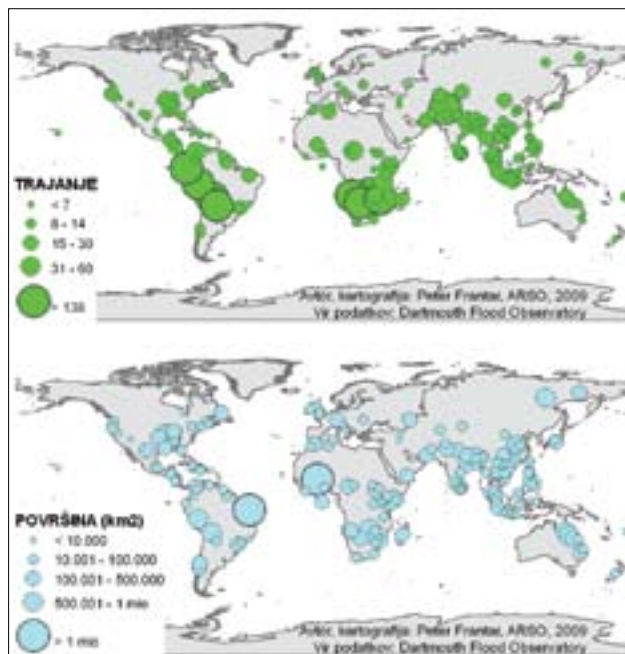 TRAJANJE
< 7
8 - 14
15 - 30
31 - 60
Avtor, kartografija: Peter Frantar, ARSO, 2009
Vir podatkov: Dartmouth Flood Observatory
POVRŠINA (km2)
< 10.000
10.001 - 100.000
100.001 - 500.000
500.001 - 1 mio
> 1 mio
Avtor, kartografija: Peter Frantar, ARSO, 2009
Vir podatkov: Dartmouth Flood Observatory